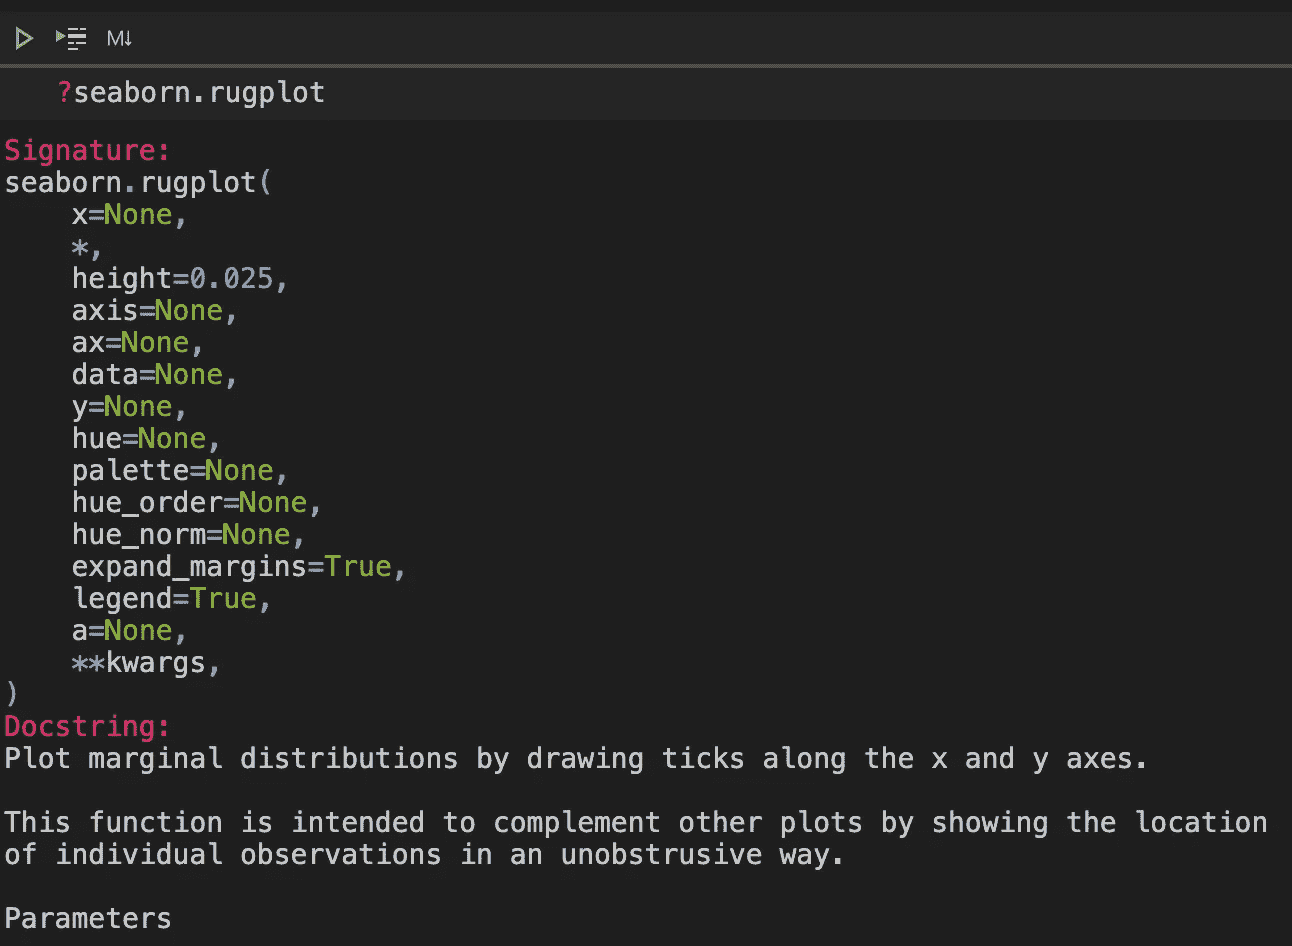 M↓
?seaborn.rugplot
Signature:
seaborn.rugplot(
    x=None,
    *,
    height=0.025,
    axis=None,
    ax=None,
    data=None,
    y=None,
    hue=None,
    palette=None,
    hue_order=None,
    hue_norm=None,
    expand_margins=True,
    legend=True,
    a=None,
    **kwargs,
)
Docstring:
Plot marginal distributions by drawing ticks along the x and y axes.
This function is intended to complement other plots by showing the location
of individual observations in an unobstrusive way.
Parameters